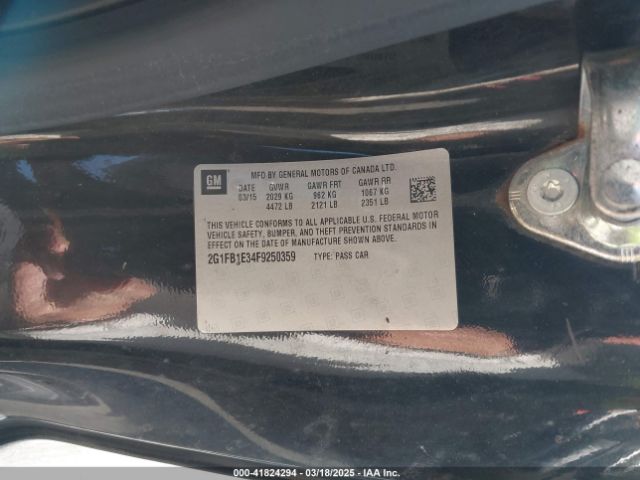 GM
MFD BY GENERAL MOTORS OF CANADA LTD.
DATE GVWR GAWR FRT GAWR RR
03/15 2029 KG 962 KG 1067 KG
4472 LB 2121 LB 2351 LB
THIS VEHICLE CONFORMS TO ALL APPLICABLE U.S. FEDERAL MOTOR
VEHICLE SAFETY, BUMPER, AND THEFT PREVENTION STANDARDS IN
EFFECT ON THE DATE OF MANUFACTURE SHOWN ABOVE.
2G1FB1E34F9250359 TYPE: PASS CAR
000-41824294 — 03/18/2025 — IAA Inc.